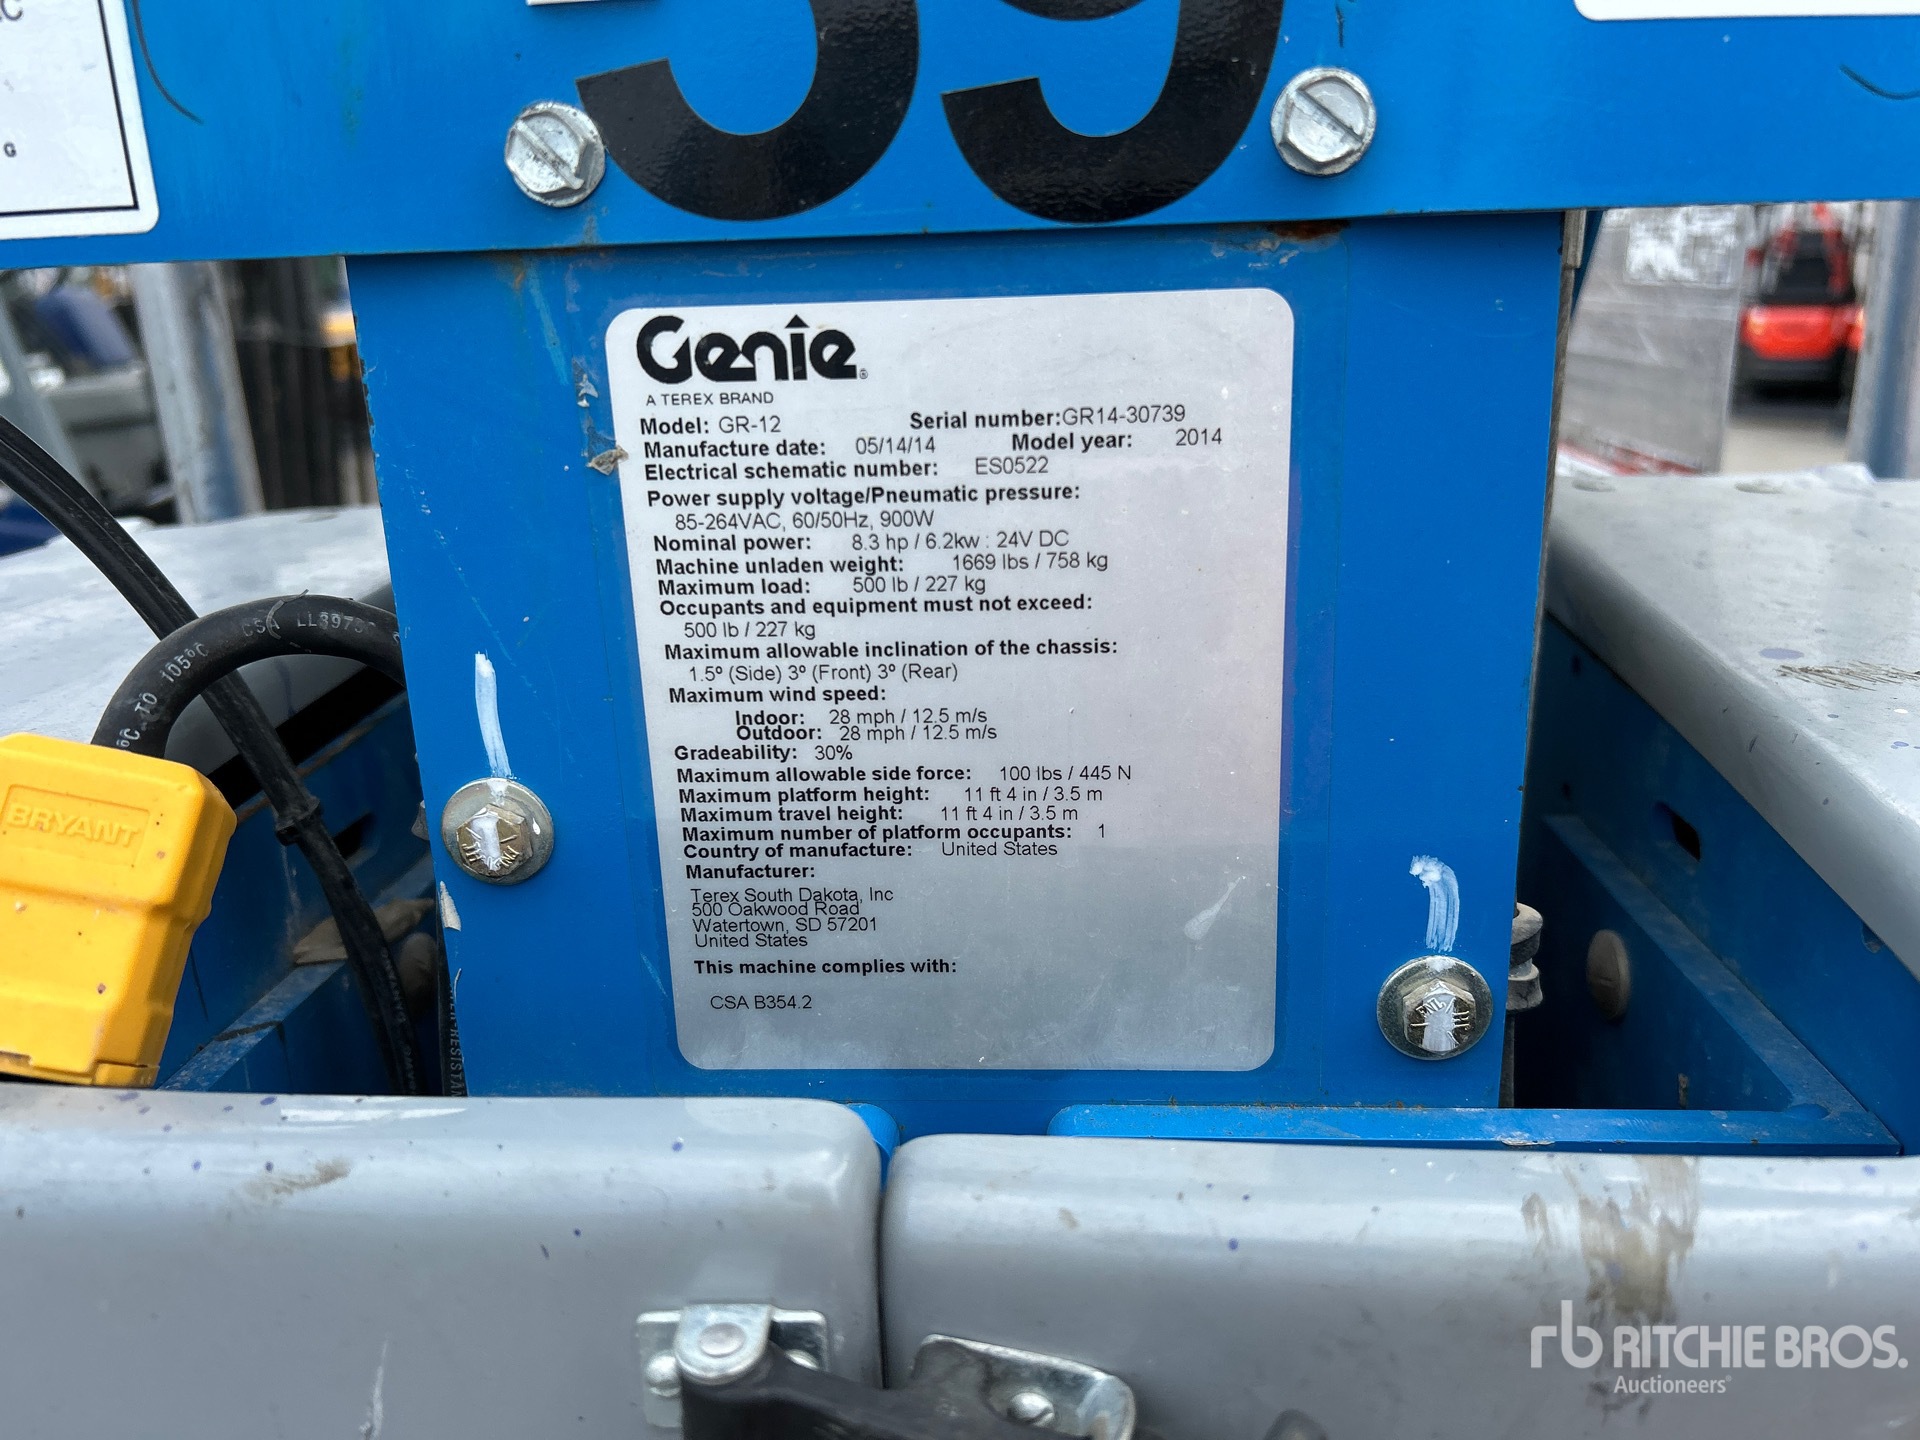 C
G
39
Genie®
A TEREX BRAND
Model: GR-12 Serial number:GR14-30739
Manufacture date: 05/14/14 Model year: 2014
Electrical schematic number: ES0522
Power supply voltage/Pneumatic pressure:
85-264VAC, 60/50Hz, 900W
Nominal power: 8.3 hp / 6.2kw : 24V DC
Machine unladen weight: 1669 lbs / 758 kg
Maximum load: 500 lb / 227 kg
Occupants and equipment must not exceed:
500 lb / 227 kg
Maximum allowable inclination of the chassis:
1.5º (Side) 3º (Front) 3º (Rear)
Maximum wind speed:
Indoor: 28 mph / 12.5 m/s
Outdoor: 28 mph / 12.5 m/s
Gradeability: 30%
Maximum allowable side force: 100 lbs / 445 N
Maximum platform height: 11 ft 4 in / 3.5 m
Maximum travel height: 11 ft 4 in / 3.5 m
Maximum number of platform occupants: 1
Country of manufacture: United States
Manufacturer:
Terex South Dakota, Inc
500 Oakwood Road
Watertown, SD 57201
United States
This machine complies with:
CSA B354.2
°C TO 105°C CSA
BRYANT
rb RITCHIE BROS.
Auctioneers